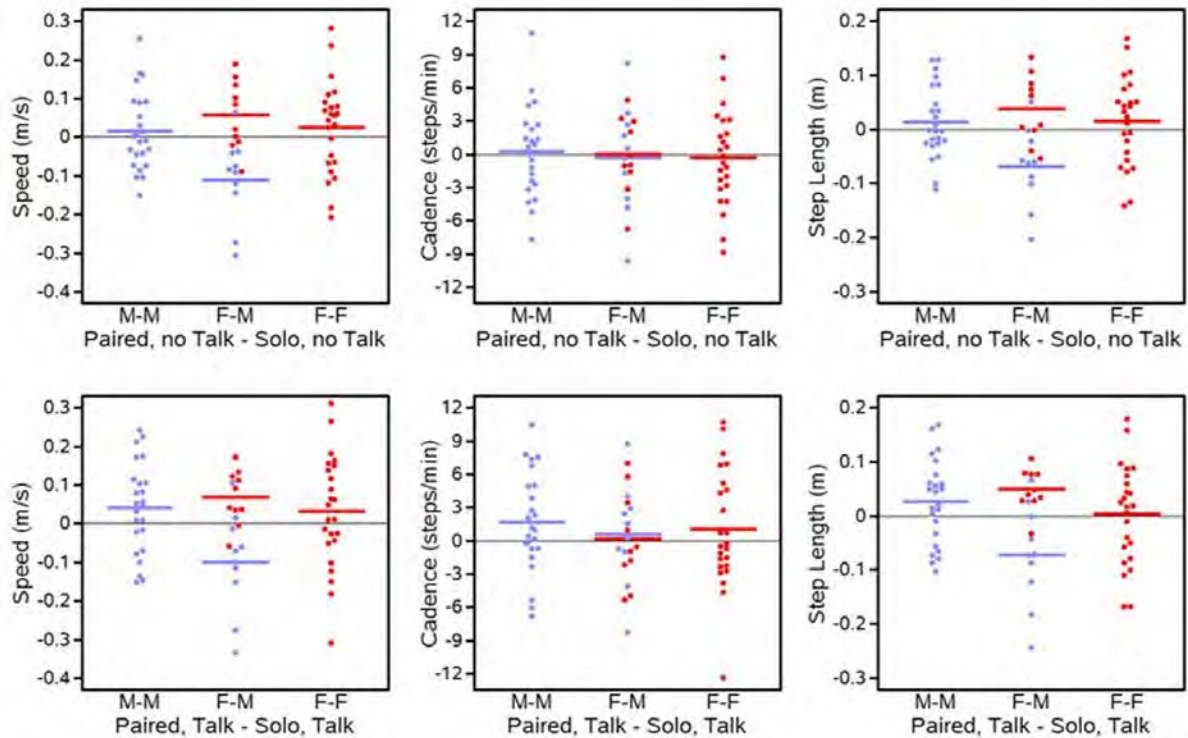 Speed (m/s)
0.3
0.2
0.1
0
-0.1
-0.2
-0.3
-0.4
M-M F-M F-F
Paired, no Talk - Solo, no Talk
Cadence (steps/min)
12
9
6
3
0
-3
-6
-9
-12
M-M F-M F-F
Paired, no Talk - Solo, no Talk
Step Length (m)
0.2
0.1
0
-0.1
-0.2
-0.3
M-M F-M F-F
Paired, no Talk - Solo, no Talk
Speed (m/s)
0.3
0.2
0.1
0
-0.1
-0.2
-0.3
-0.4
M-M F-M F-F
Paired, Talk - Solo, Talk
Cadence (steps/min)
12
9
6
3
0
-3
-6
-9
-12
M-M F-M F-F
Paired, Talk - Solo, Talk
Step Length (m)
0.2
0.1
0
-0.1
-0.2
-0.3
M-M F-M F-F
Paired, Talk - Solo, Talk